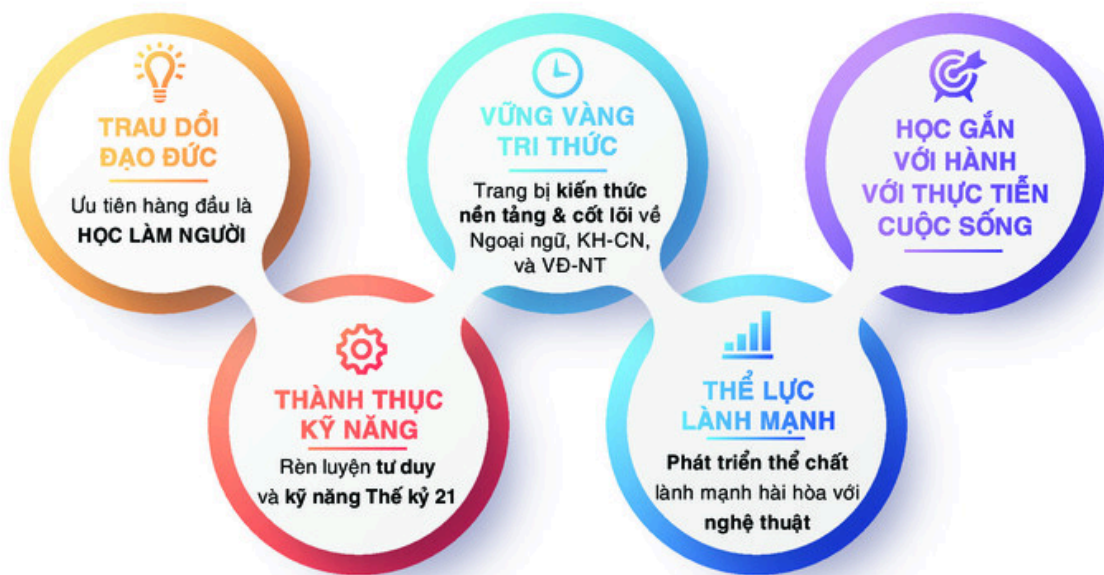 TRAU DỒI
ĐẠO ĐỨC
Ưu tiên hàng đầu là
HỌC LÀM NGƯỜI
THÀNH THỤC
KỸ NĂNG
Rèn luyện tư duy
và kỹ năng Thế kỷ 21
VỮNG VÀNG
TRI THỨC
Trang bị kiến thức
nền tảng & cốt lõi về
Ngoại ngữ, KH-CN,
và VĐ-NT
THỂ LỰC
LÀNH MẠNH
Phát triển thể chất
lành mạnh hài hòa với
nghệ thuật
HỌC GẮN
VỚI HÀNH
VỚI THỰC TIỄN
CUỘC SỐNG